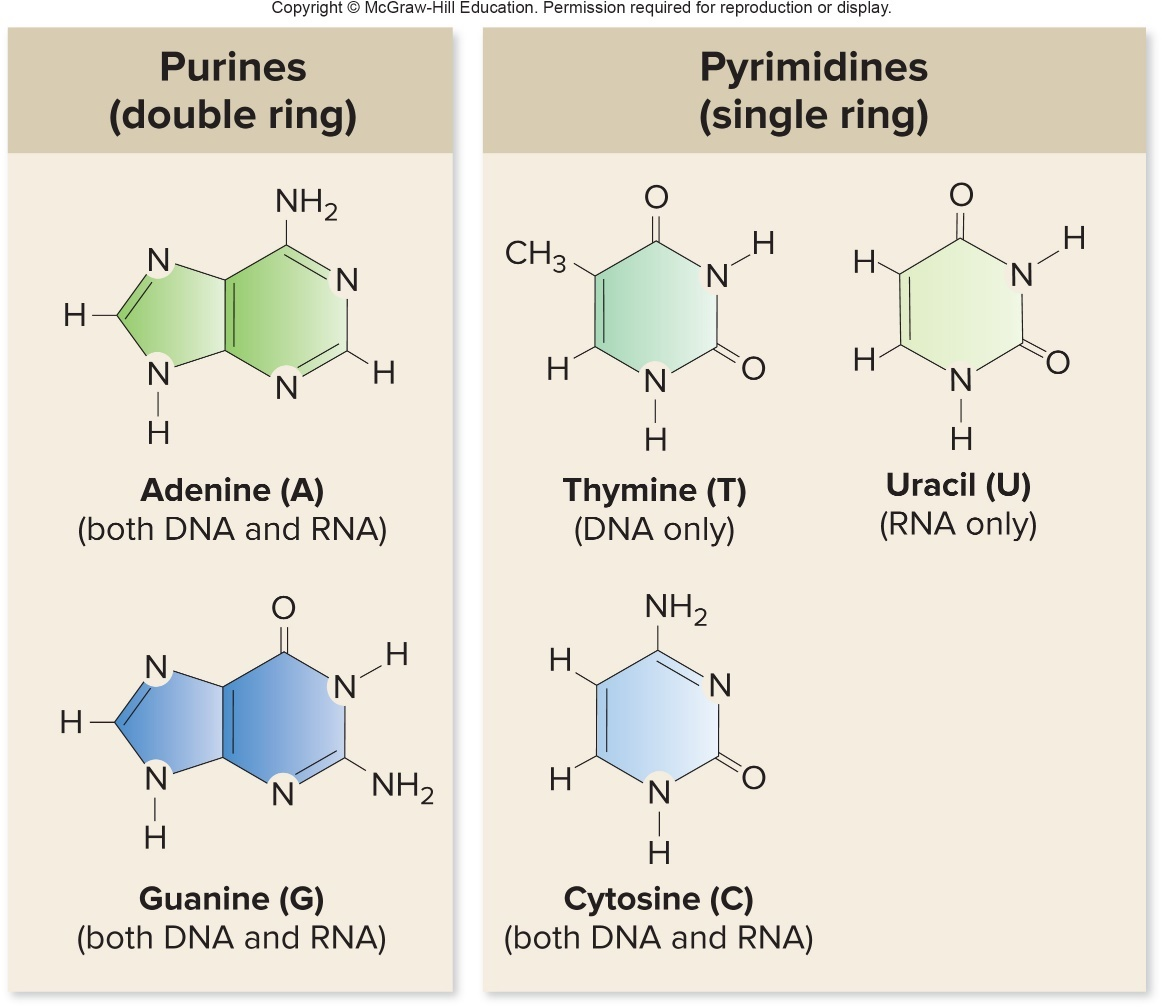 Copyright © McGraw-Hill Education. Permission required for reproduction or display.
Purines
(double ring)
NH2
N
N
H
N
N
H
H
Adenine (A)
(both DNA and RNA)
O
H
N
N
H
N
N
NH2
H
Guanine (G)
(both DNA and RNA)
Pyrimidines
(single ring)
O
H
CH3
N
H
O
N
H
Thymine (T)
(DNA only)
O
H
H
N
H
O
N
H
Uracil (U)
(RNA only)
NH2
H
N
H
O
N
H
Cytosine (C)
(both DNA and RNA)